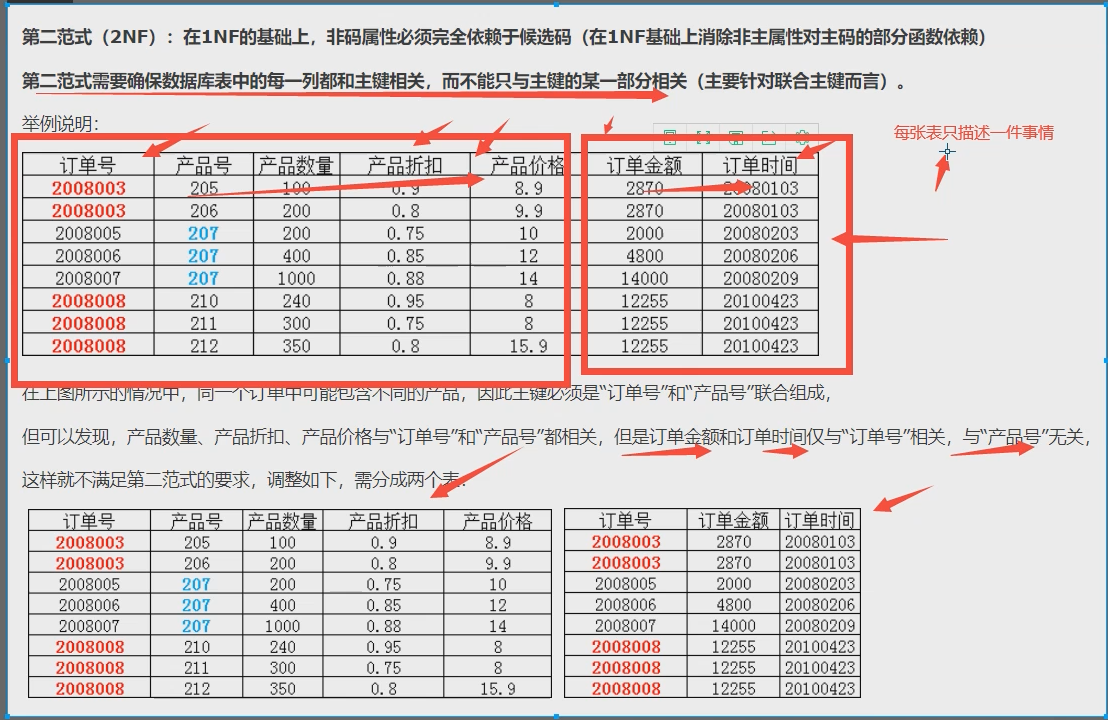 第二范式（2NF）：在1NF的基础上，非码属性必须完全依赖于候选码（在1NF基础上消除非主属性对主码的部分函数依赖）
第二范式需要确保数据库表中的每一列都和主键相关，而不能只与主键的某一部分相关（主要针对联合主键而言）。
举例说明：
每张表只描述一件事情
订单号 产品号 产品数量 产品折扣 产品价格 订单金额 订单时间
2008003 205 100 0.9 8.9 2870 20080103
2008003 206 200 0.8 9.9 2870 20080103
2008005 207 200 0.75 10 2000 20080203
2008006 207 400 0.85 12 4800 20080206
2008007 207 1000 0.88 14 14000 20080209
2008008 210 240 0.95 8 12255 20100423
2008008 211 300 0.75 8 12255 20100423
2008008 212 350 0.8 15.9 12255 20100423
在上图所示的情况中，同一个订单中可能包含不同的产品，因此主键必须是“订单号”和“产品号”联合组成，
但可以发现，产品数量、产品折扣、产品价格与“订单号”和“产品号”都相关，但是订单金额和订单时间仅与“订单号”相关，与“产品号”无关，
这样就不满足第二范式的要求，调整如下，需分成两个表：
订单号 产品号 产品数量 产品折扣 产品价格
2008003 205 100 0.9 8.9
2008003 206 200 0.8 9.9
2008005 207 200 0.75 10
2008006 207 400 0.85 12
2008007 207 1000 0.88 14
2008008 210 240 0.95 8
2008008 211 300 0.75 8
2008008 212 350 0.8 15.9
订单号 订单金额 订单时间
2008003 2870 20080103
2008003 2870 20080103
2008005 2000 20080203
2008006 4800 20080206
2008007 14000 20080209
2008008 12255 20100423
2008008 12255 20100423
2008008 12255 20100423